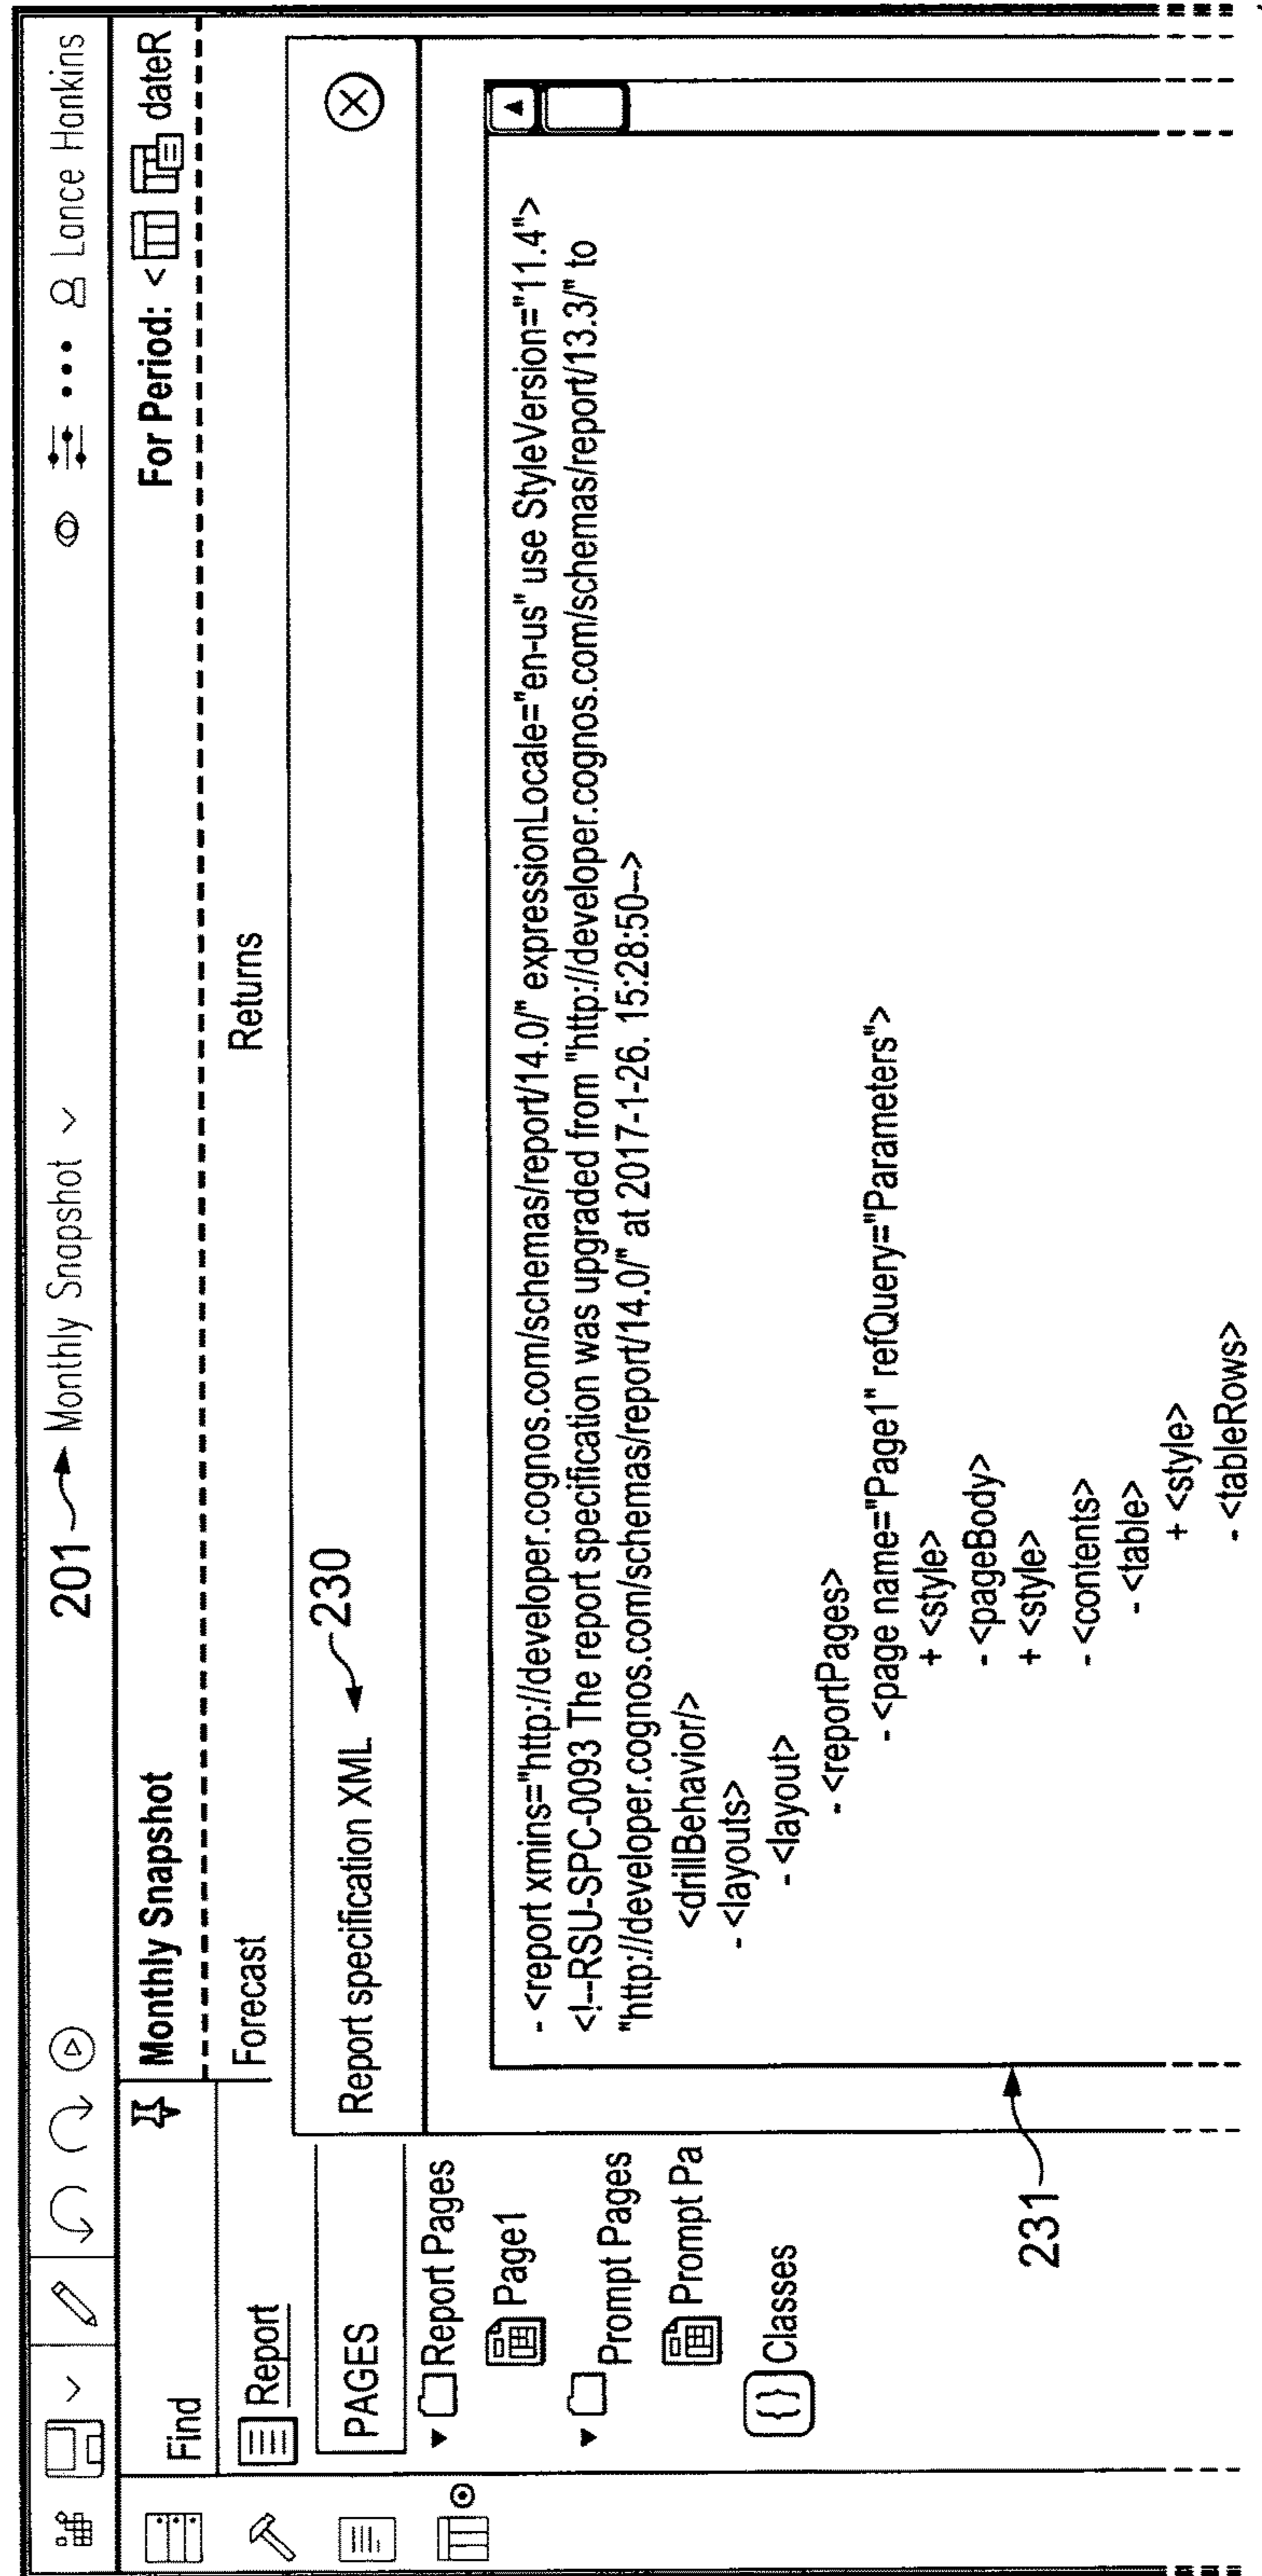 201
Monthly Snapshot
Lance Hankins
Find
Monthly Snapshot
For Period: <
dateR
Report
Forecast
Returns
PAGES
Report specification XML
230
Report Pages
Page1
Prompt Pages
Prompt Pa
{ } Classes
- <report xmins="http://developer.cognos.com/schemas/report/14.0/" expressionLocale="en-us" use StyleVersion="11.4">
<!--RSU-SPC-0093 The report specification was upgraded from "http://developer.cognos.com/schemas/report/13.3/" to
"http://developer.cognos.com/schemas/report/14.0/" at 2017-1-26. 15:28:50-->
<drillBehavior/>
- <layouts>
- <layout>
- <reportPages>
- <page name="Page1" refQuery="Parameters">
+ <style>
- <pageBody>
+ <style>
- <contents>
- <table>
+ <style>
- <tableRows>
231